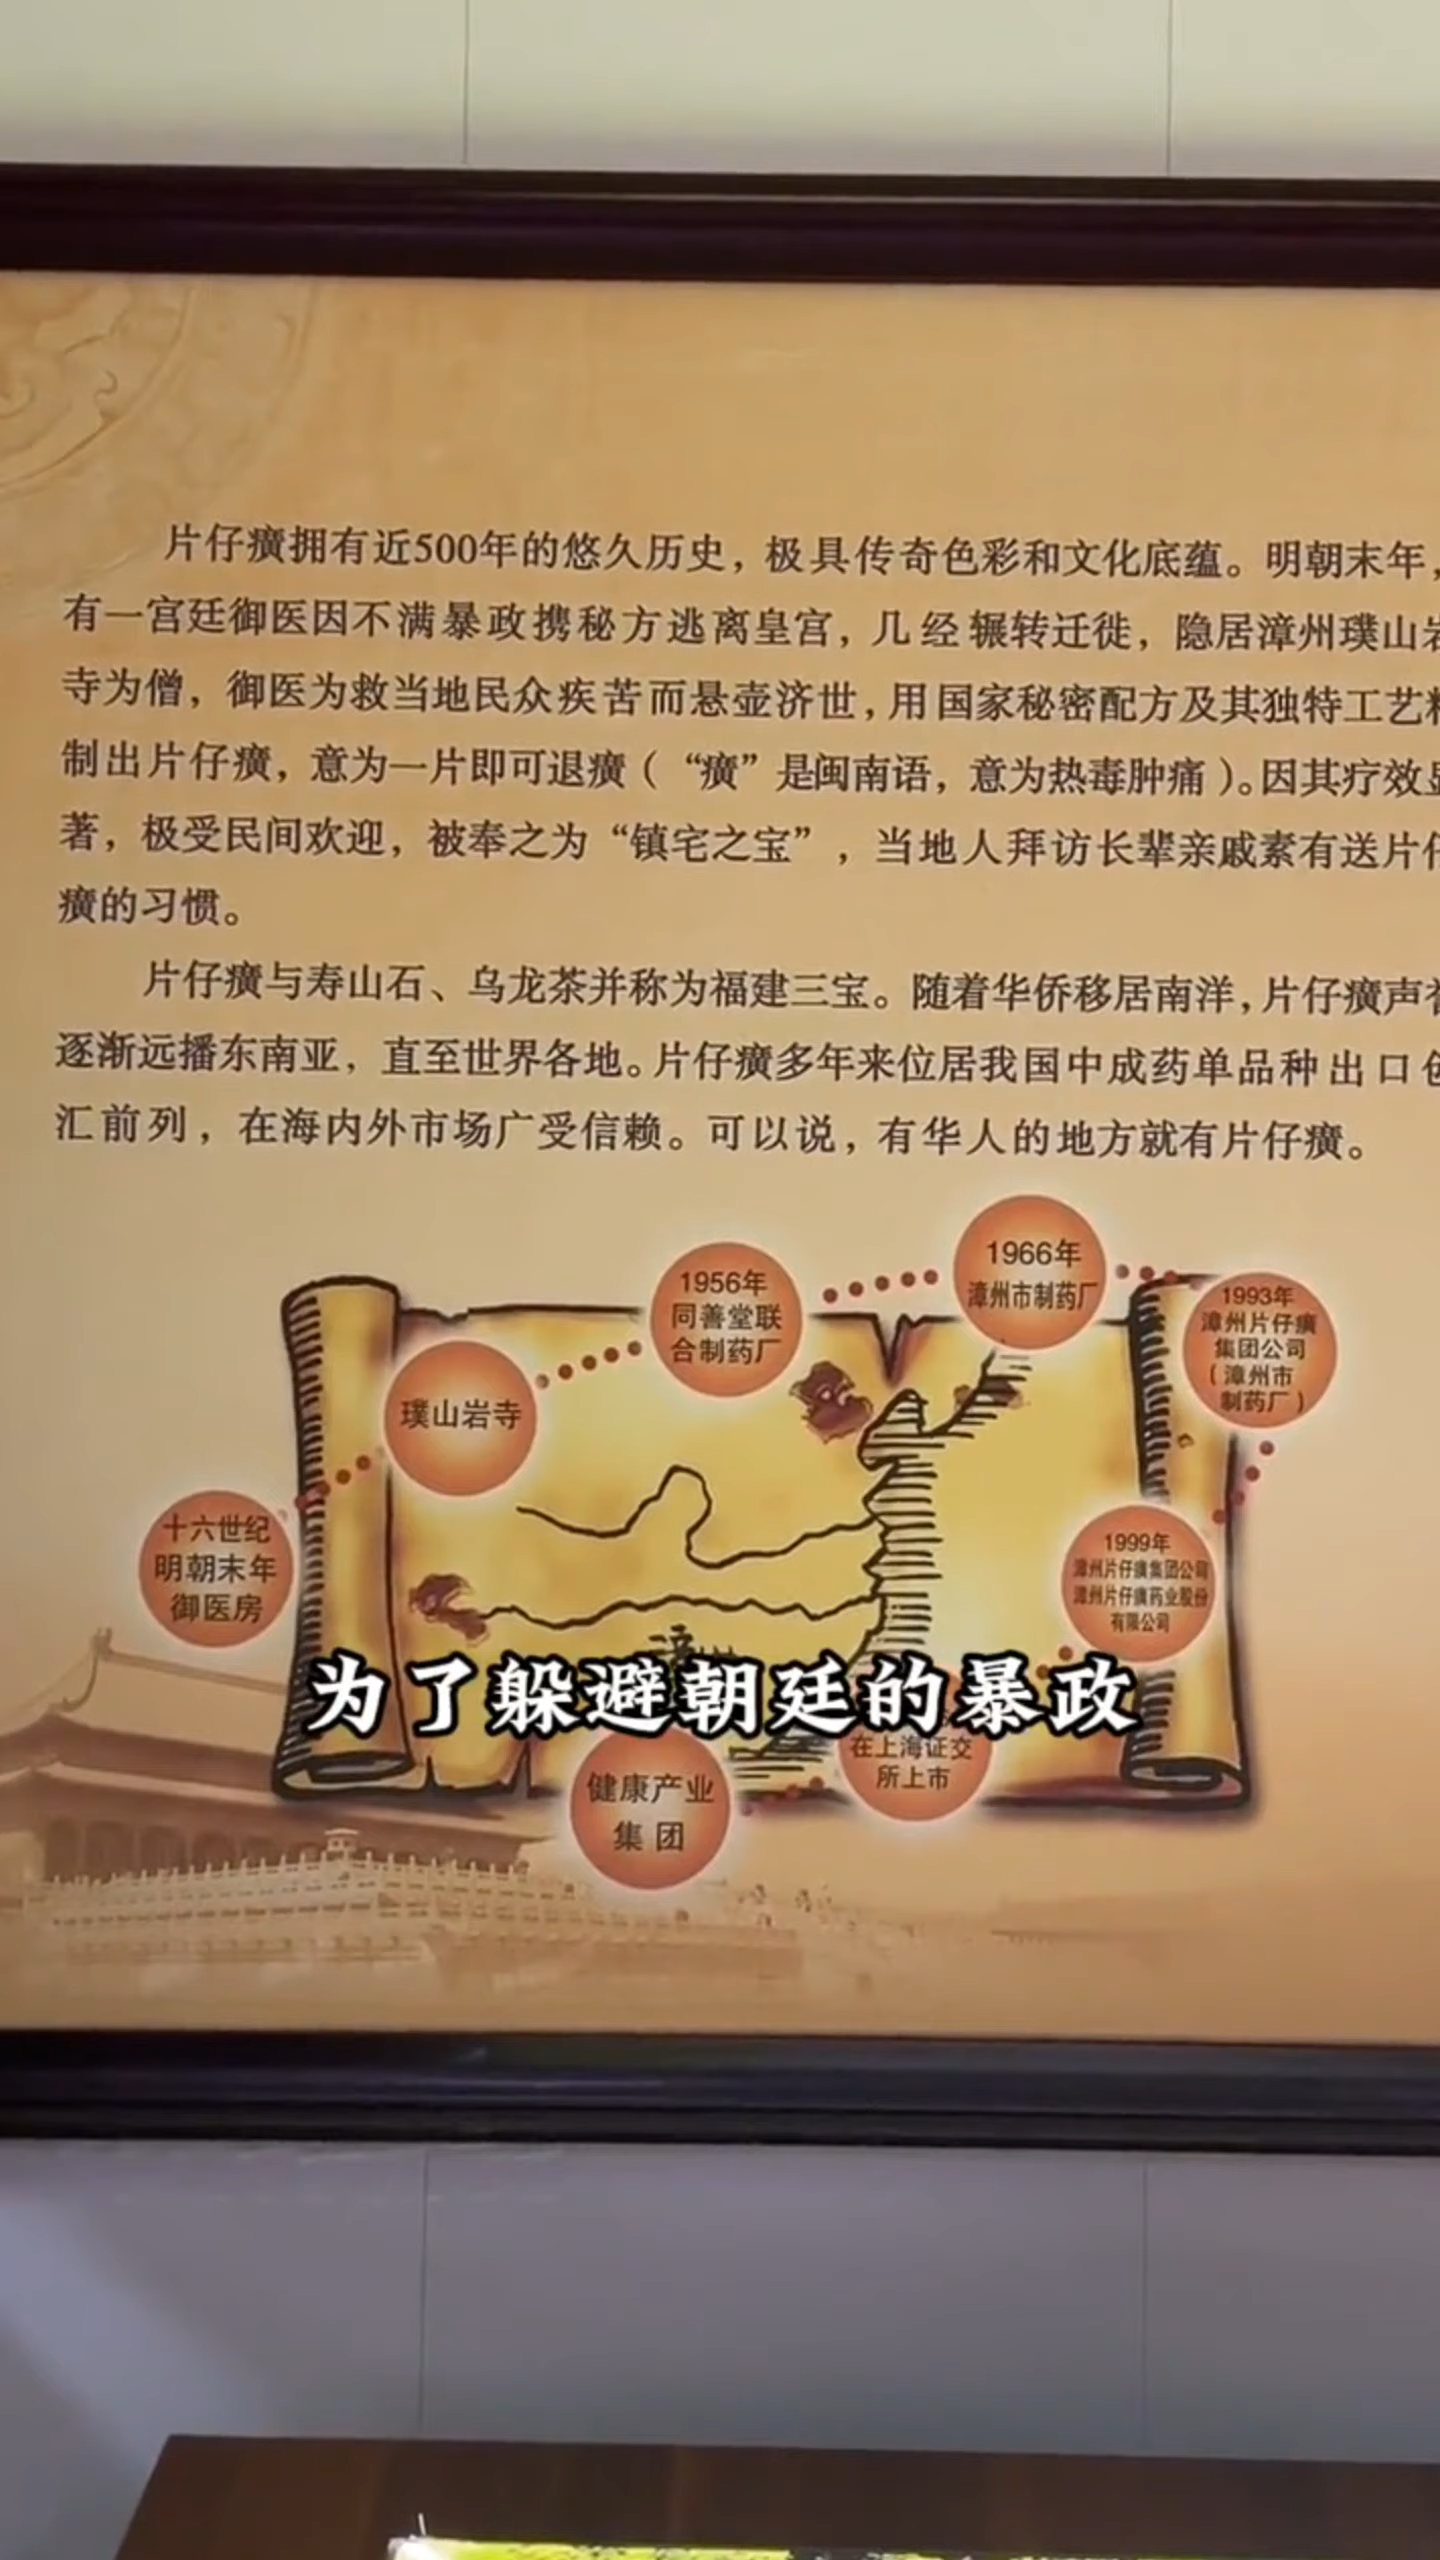 片仔癀拥有近500年的悠久历史，极具传奇色彩和文化底蕴。明朝末年，
有一宫廷御医因不满暴政携秘方逃离皇宫，几经辗转迁徙，隐居漳州璞山岩
寺为僧，御医为救当地民众疾苦而悬壶济世，用国家秘密配方及其独特工艺精
制出片仔癀，意为一片即可退癀（“癀”是闽南语，意为热毒肿痛）。因其疗效显
著，极受民间欢迎，被奉之为“镇宅之宝”，当地人拜访长辈亲戚素有送片仔
癀的习惯。
片仔癀与寿山石、乌龙茶并称为福建三宝。随着华侨移居南洋，片仔癀声誉
逐渐远播东南亚，直至世界各地。片仔癀多年来位居我国中成药单品种出口创
汇前列，在海内外市场广受信赖。可以说，有华人的地方就有片仔癀。
十六世纪
明朝末年
御医房
璞山岩寺
1956年
同善堂联
合制药厂
1966年
漳州市制药厂
1993年
漳州片仔癀
集团公司
（漳州市
制药厂）
1999年
漳州片仔癀集团公司
漳州片仔癀药业股份
有限公司
在上海证交
所上市
健康产业
集团
为了躲避朝廷的暴政